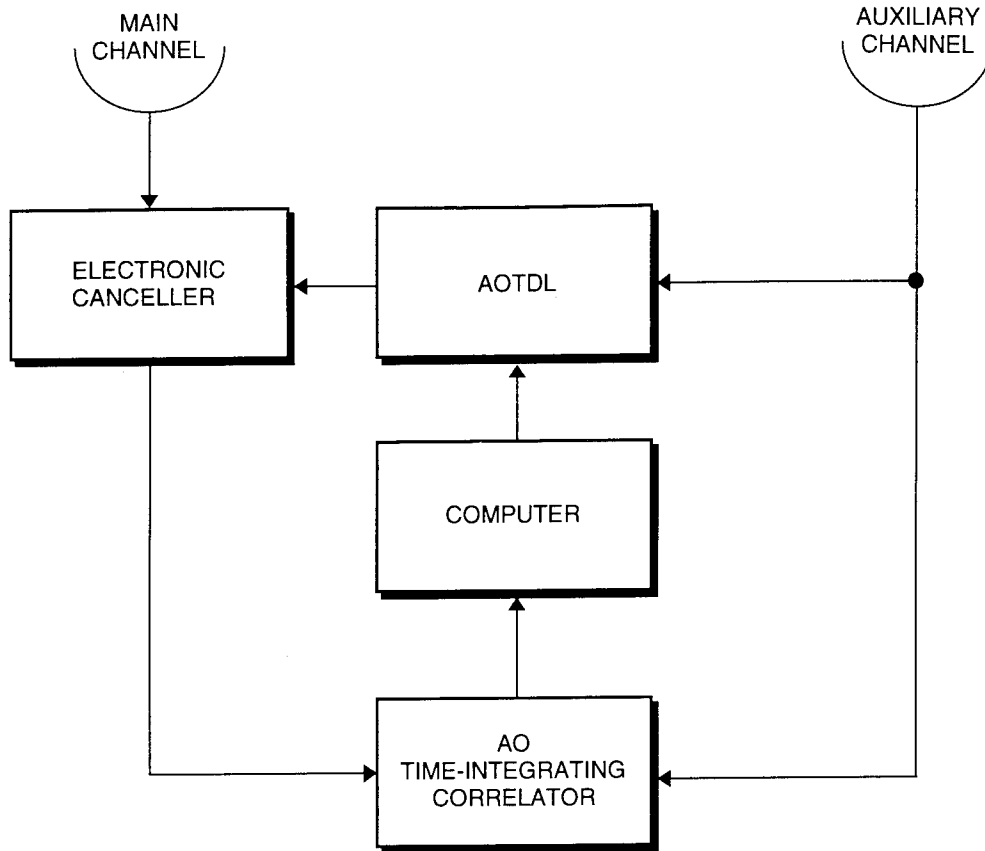 MAIN
CHANNEL
AUXILIARY
CHANNEL
ELECTRONIC
CANCELLER
AOTDL
COMPUTER
AO
TIME-INTEGRATING
CORRELATOR